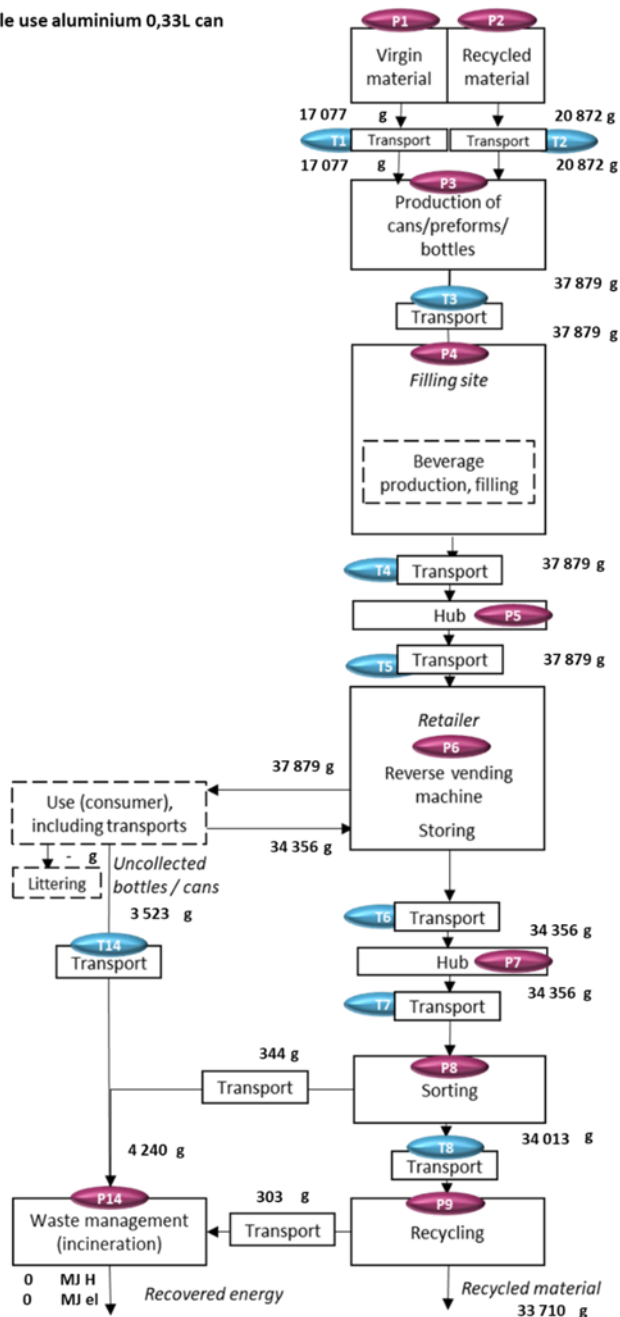 le use aluminium 0,33L can
P1 P2
Virgin material
Recycled material
17 077 g
20 872 g
T1 Transport
Transport T2
17 077 g
20 872 g
P3
Production of
cans/preforms/
bottles
37 879 g
T3
Transport
37 879 g
P4
Filling site
Beverage
production, filling
T4 Transport
37 879 g
Hub P5
T5 Transport
37 879 g
Retailer
P6
Reverse vending
machine
Storing
37 879 g
Use (consumer),
including transports
34 356 g
- g
Littering
Uncollected
bottles / cans
3 523 g
T14
Transport
T6 Transport
34 356 g
Hub P7
34 356 g
T7 Transport
344 g
Transport
P8
Sorting
4 240 g
T8
34 013 g
Transport
P14
Waste management
(incineration)
303 g
Transport
P9
Recycling
0 MJ H
0 MJ el
Recovered energy
Recycled material
33 710 g